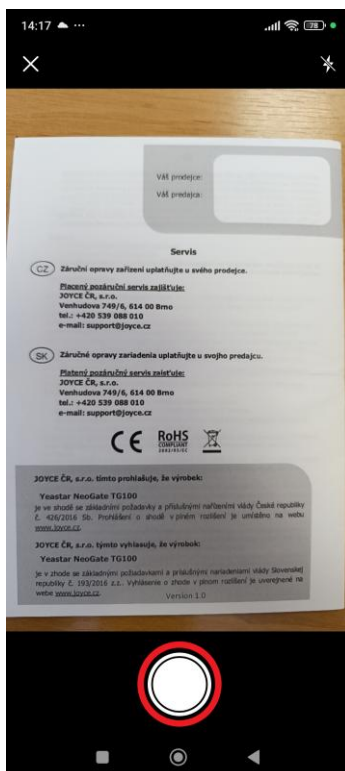 14:17
78
Váš prodejce:
Váš predajca:
Servis
CZ
Záruční opravy zařízení uplatňujte u svého prodejce.
Placený pozáruční servis zajišťuje:
JOYCE ČR, s.r.o.
Venhudova 749/6, 614 00 Brno
tel.: +420 539 088 010
e-mail: support@joyce.cz
SK
Záručné opravy zariadenia uplatňujte u svojho predajcu.
Platený pozáručný servis zaisťuje:
JOYCE ČR, s.r.o.
Venhudova 749/6, 614 00 Brno
tel.: +420 539 088 010
e-mail: support@joyce.cz
CE RoHS
COMPLIANT
2002/95/EC
JOYCE ČR, s.r.o. tímto prohlašuje, že výrobek:
Yeastar NeoGate TG100
je ve shodě se základními požadavky a příslušnými nařízeními vlády České republiky
č. 426/2016 Sb. Prohlášení o shodě v plném rozlišení je umístěno na webu
www.joyce.cz.
JOYCE ČR, s.r.o. týmto vyhlasuje, že výrobok:
Yeastar NeoGate TG100
je v zhode se základnými požadavkami a príslušnými nariadeniami vlády Slovenskej
republiky č. 193/2016 z.z.. Vyhlásenie o zhode v plnom rozlíšení je uverejnené na
webe www.joyce.cz.
Version 1.0